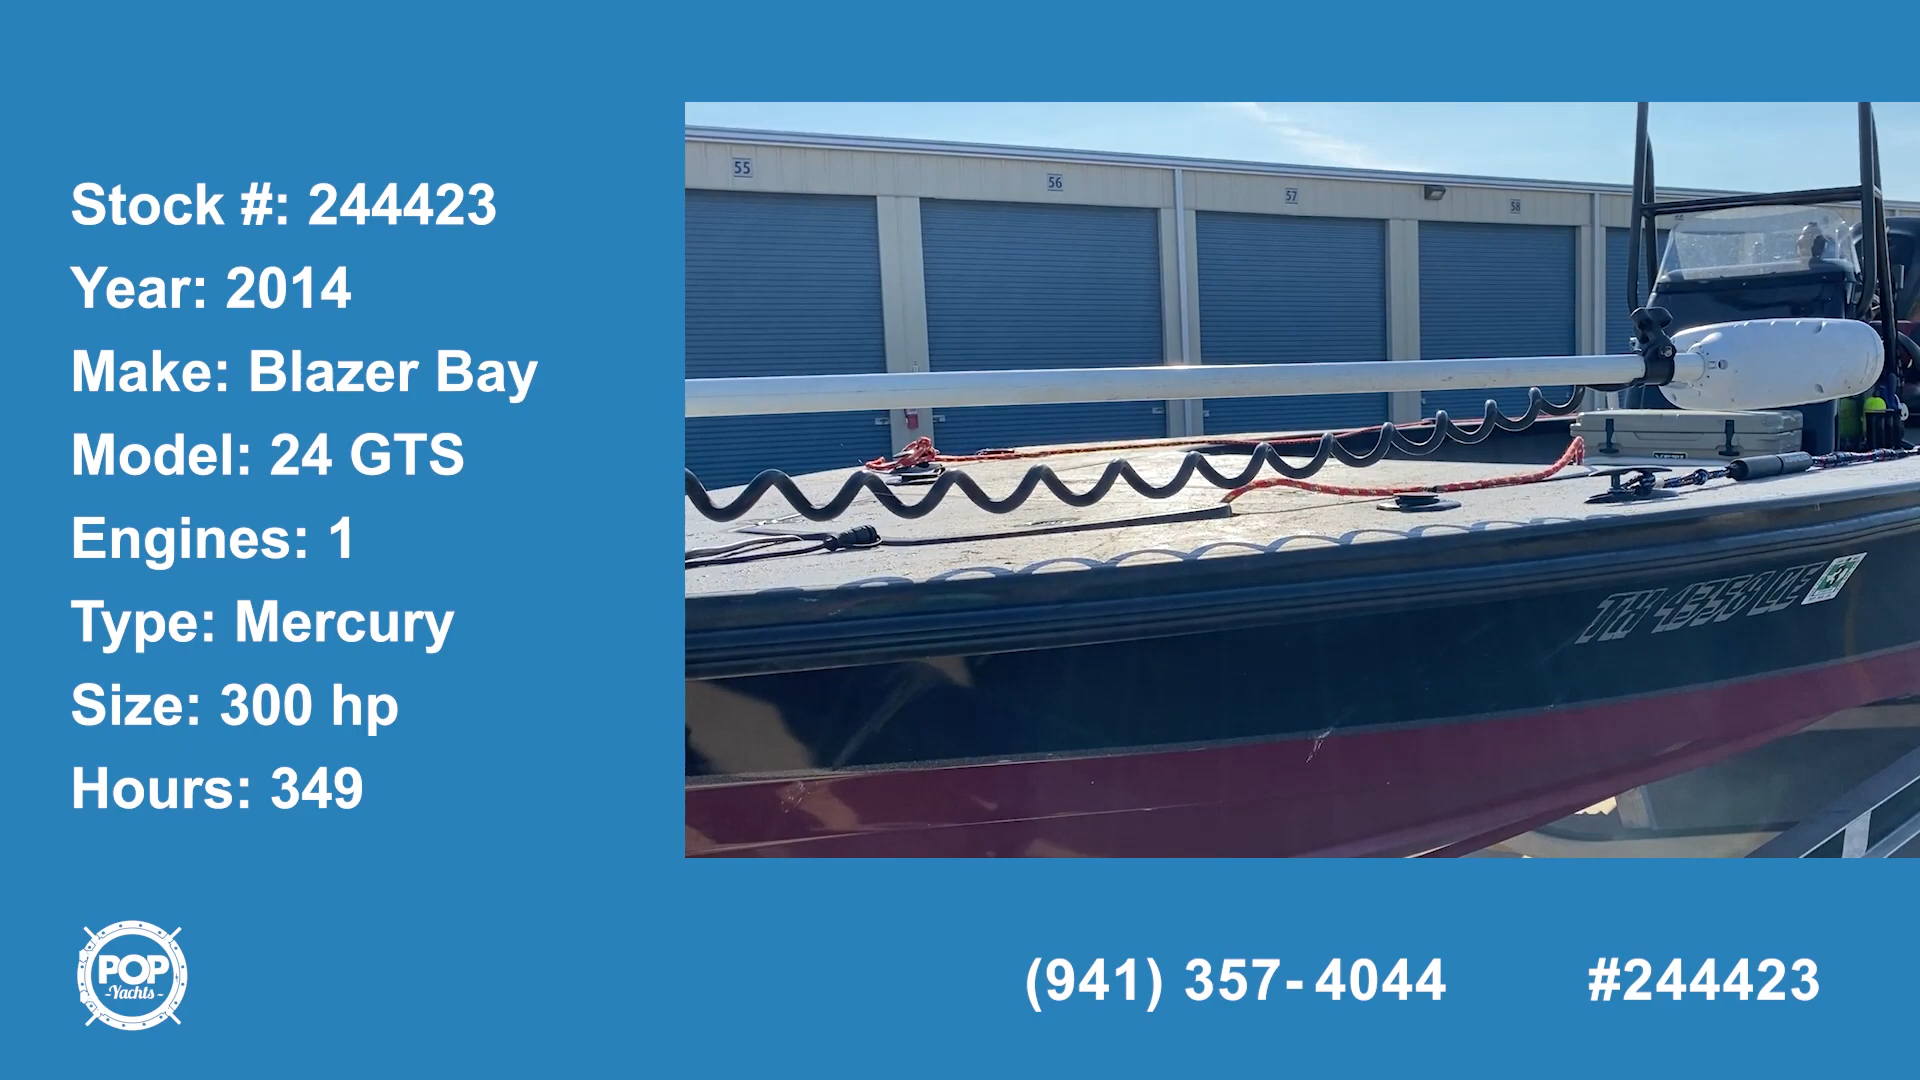 Stock #: 244423
Year: 2014
Make: Blazer Bay
Model: 24 GTS
Engines: 1
Type: Mercury
Size: 300 hp
Hours: 349
55
56
57
58
POP
Yachts
(941) 357-4044
#244423